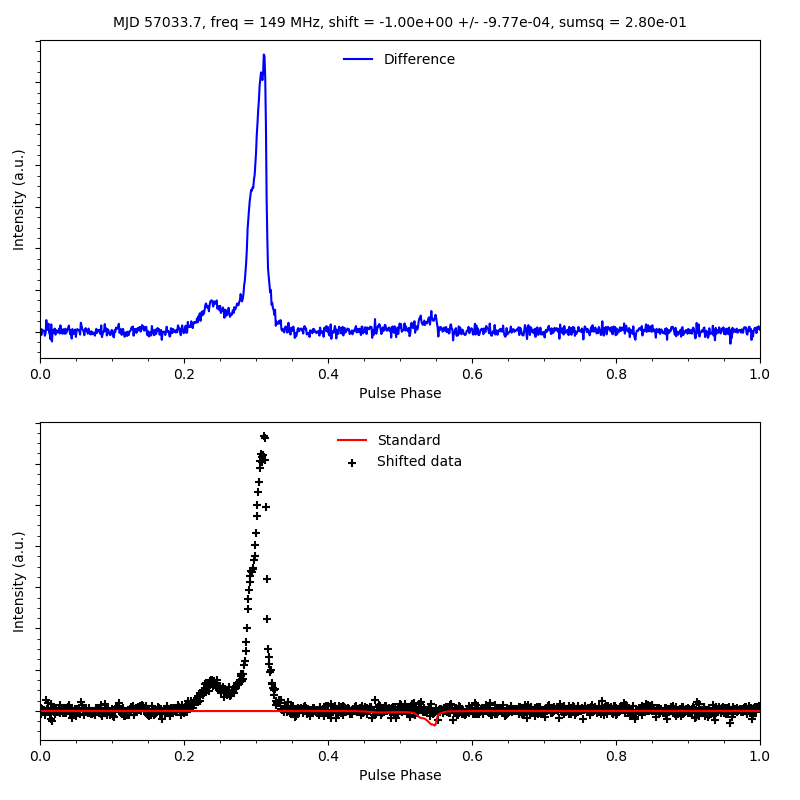 MJD 57033.7, freq = 149 MHz, shift = -1.00e+00 +/- -9.77e-04, sumsq = 2.80e-01
Difference
Intensity (a.u.)
0.0 0.2 0.4 0.6 0.8 1.0
Pulse Phase
Standard
Shifted data
Intensity (a.u.)
0.0 0.2 0.4 0.6 0.8 1.0
Pulse Phase